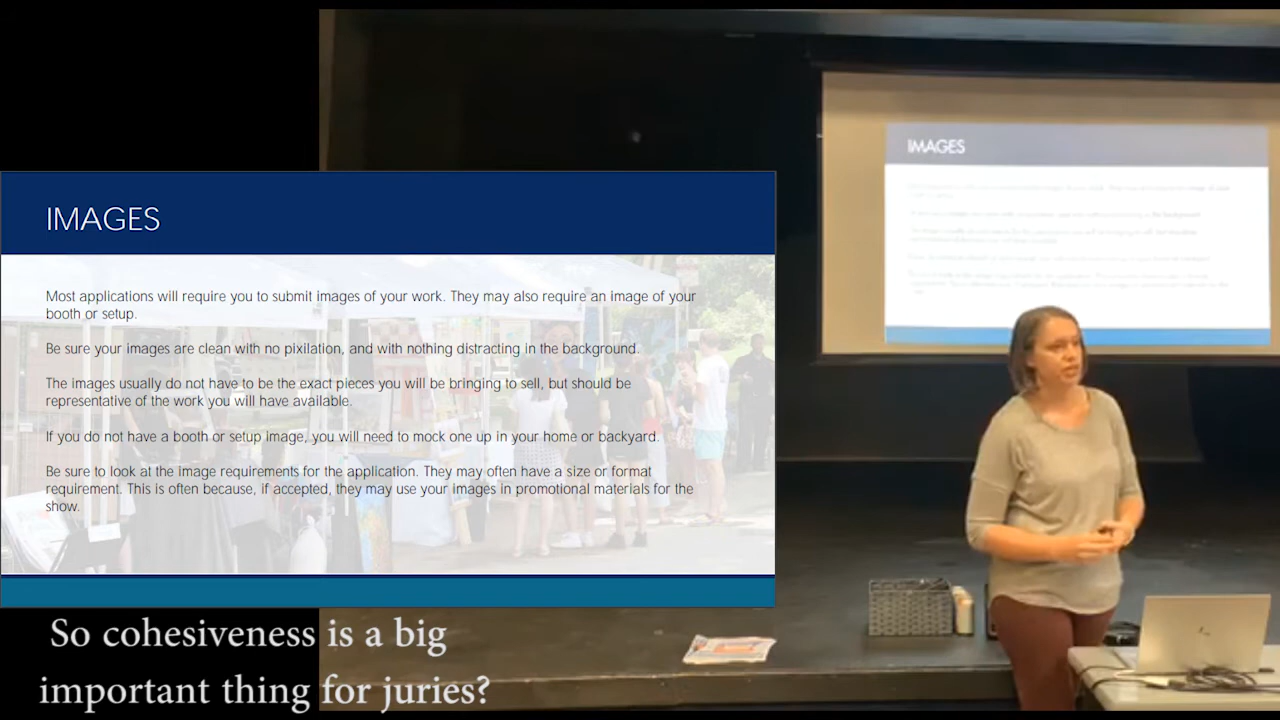 IMAGES
Most applications will require you to submit images of your work. They may also require an image of your
booth or setup.
Be sure your images are clean with no pixilation, and with nothing distracting in the background.
The images usually do not have to be the exact pieces you will be bringing to sell, but should be
representative of the work you will have available.
If you do not have a booth or setup image, you will need to mock one up in your home or backyard.
Be sure to look at the image requirements for the application. They may often have a size or format
requirement. This is often because, if accepted, they may use your images in promotional materials for the
show.
IMAGES
So cohesiveness is a big
important thing for juries?